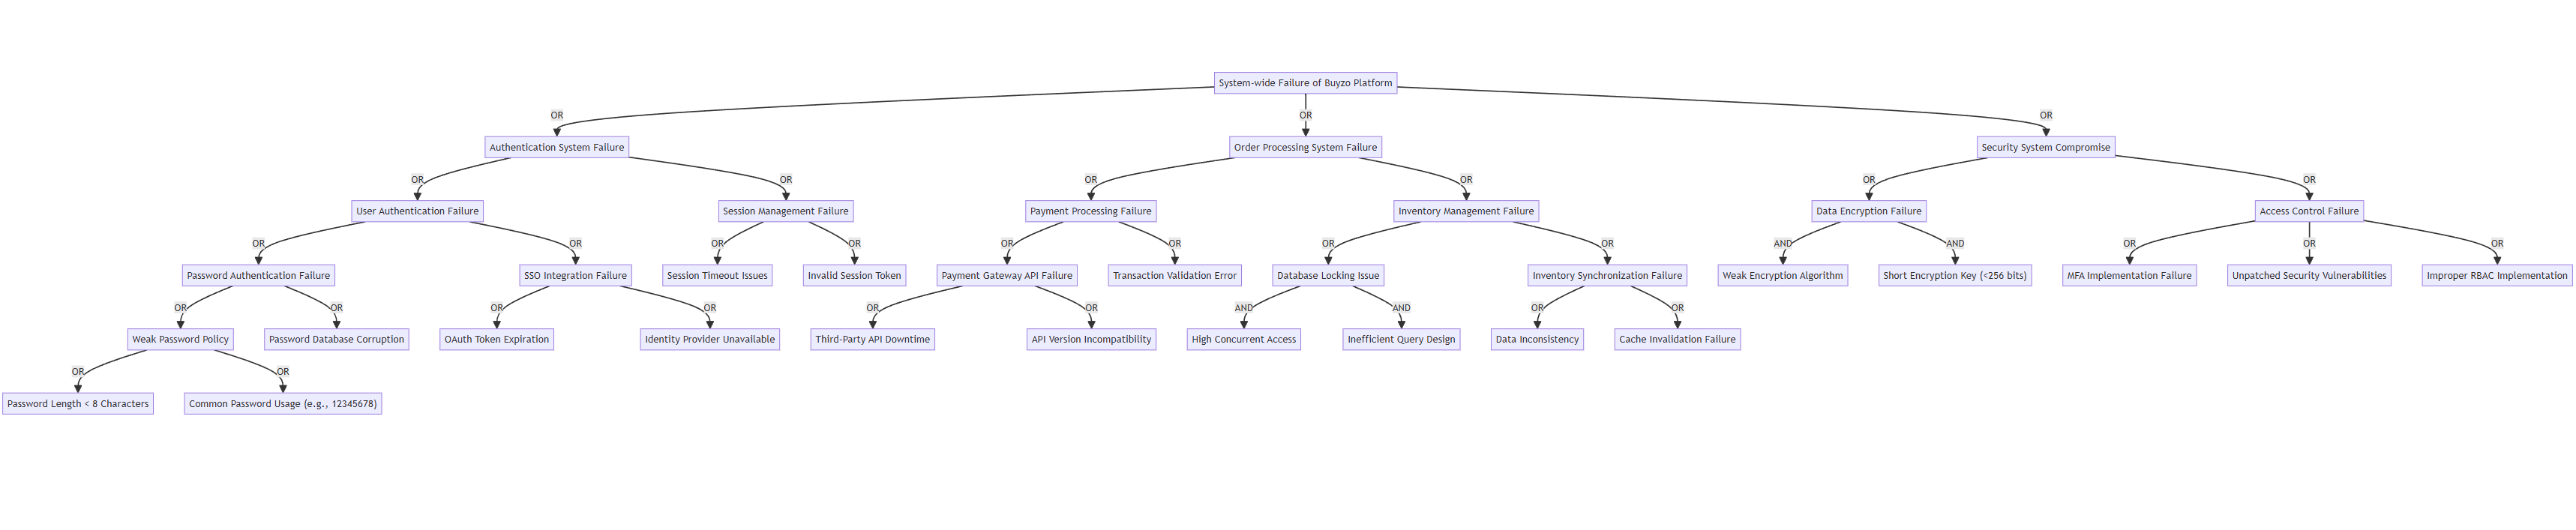 System-wide Failure of Buyzo Platform
OR
OR
OR
Authentication System Failure
Order Processing System Failure
Security System Compromise
OR
OR
OR
OR
OR
OR
User Authentication Failure
Session Management Failure
Payment Processing Failure
Inventory Management Failure
Data Encryption Failure
Access Control Failure
OR
OR
OR
OR
OR
OR
OR
OR
AND
AND
OR
OR
OR
Password Authentication Failure
SSO Integration Failure
Session Timeout Issues
Invalid Session Token
Payment Gateway API Failure
Transaction Validation Error
Database Locking Issue
Inventory Synchronization Failure
Weak Encryption Algorithm
Short Encryption Key (<256 bits)
MFA Implementation Failure
Unpatched Security Vulnerabilities
Improper RBAC Implementation
OR
OR
OR
OR
OR
OR
AND
AND
OR
OR
Weak Password Policy
Password Database Corruption
OAuth Token Expiration
Identity Provider Unavailable
Third-Party API Downtime
API Version Incompatibility
High Concurrent Access
Inefficient Query Design
Data Inconsistency
Cache Invalidation Failure
OR
OR
Password Length < 8 Characters
Common Password Usage (e.g., 12345678)